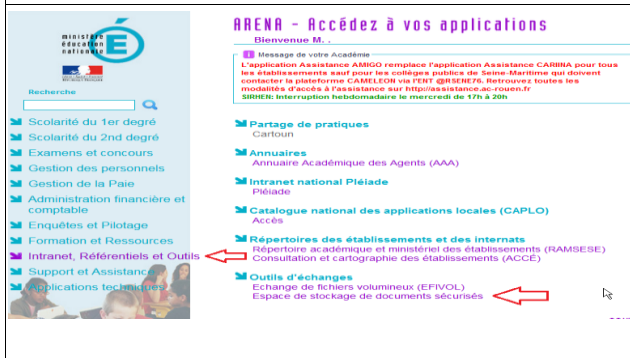 ministère
éducation
nationale
ARENA - Accédez à vos applications
Bienvenue M. .
Message de votre Académie
L'application Assistance AMIGO remplace l'application CARIINA pour tous
les établissements sauf pour les collèges publics de Seine-Maritime qui doivent
contacter la plateforme CAMELEON via l'ENT @RSENE76. Retrouvez toutes les
modalités d'accès à l'assistance sur http://assistance.ac-rouen.fr
SIRHEN: Interruption hebdomadaire le mercredi de 17h à 20h
Recherche
Scolarité du 1er degré
Scolarité du 2nd degré
Examens et concours
Gestion des personnels
Gestion de la Paie
Administration financière et
comptable
Enquêtes et Pilotage
Formation et Ressources
Intranet, Référentiels et Outils
Support et Assistance
Applications techniques
Partage de pratiques
Cartoun
Annuaires
Annuaire Académique des Agents (AAA)
Intranet national Pléiade
Pléiade
Catalogue national des applications locales (CAPLO)
Accès
Répertoires des établissements et des internats
Répertoire académique et ministériel des établissements (RAMSESE)
Consultation et cartographie des établissements (ACCÉ)
Outils d'échanges
Echange de fichiers volumineux (EFIVOL)
Espace de stockage de documents sécurisés